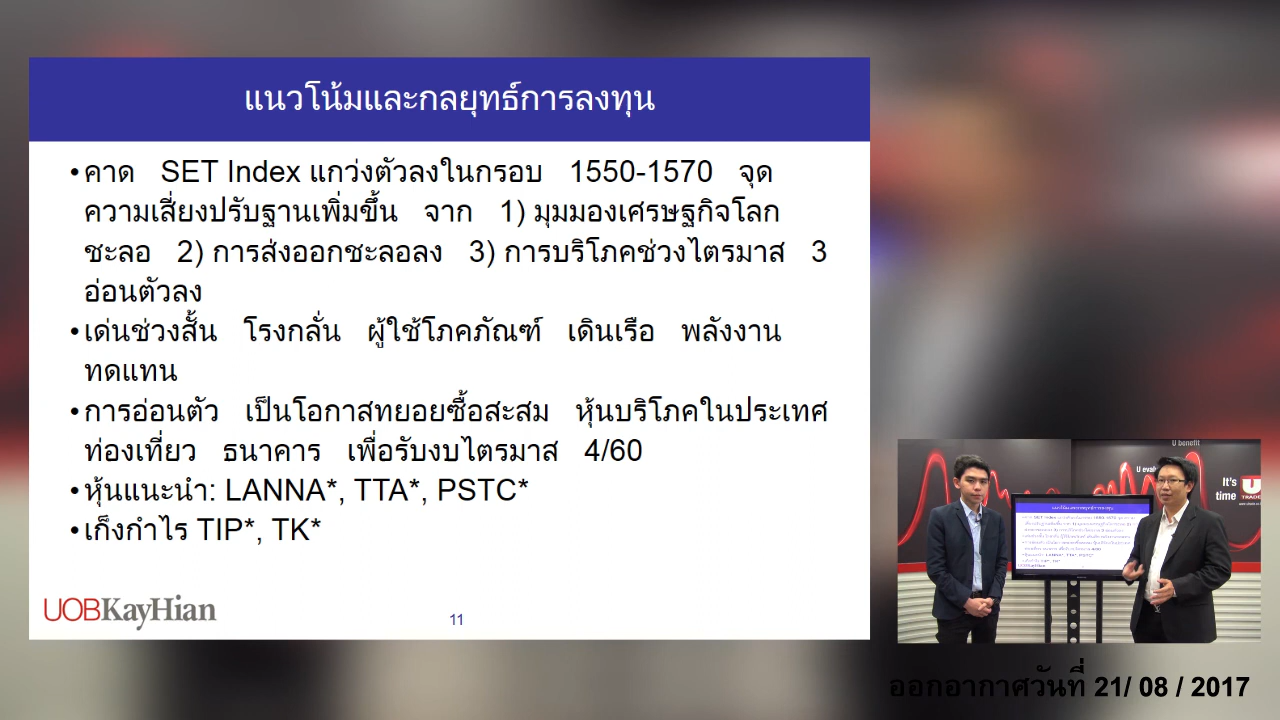 แนวโน้มและกลยุทธ์การลงทุน
•คาด SET Index แกว่งตัวลงในกรอบ 1550-1570 จุด
ความเสี่ยงปรับฐานเพิ่มขึ้น จาก 1) มุมมองเศรษฐกิจโลก
ชะลอ 2) การส่งออกชะลอลง 3) การบริโภคช่วงไตรมาส 3
อ่อนตัวลง
•เด่นช่วงสั้น โรงกลั่น ผู้ใช้โภคภัณฑ์ เดินเรือ พลังงาน
ทดแทน
•การอ่อนตัว เป็นโอกาสทยอยซื้อสะสม หุ้นบริโภคในประเทศ
ท่องเที่ยว ธนาคาร เพื่อรับงบไตรมาส 4/60
•หุ้นแนะนำ: LANNA*, TTA*, PSTC*
•เก็งกำไร TIP*, TK*
UOBKayHian
11
U benefit
It's
time
ออกอากาศวันที่ 21/ 08 / 2017